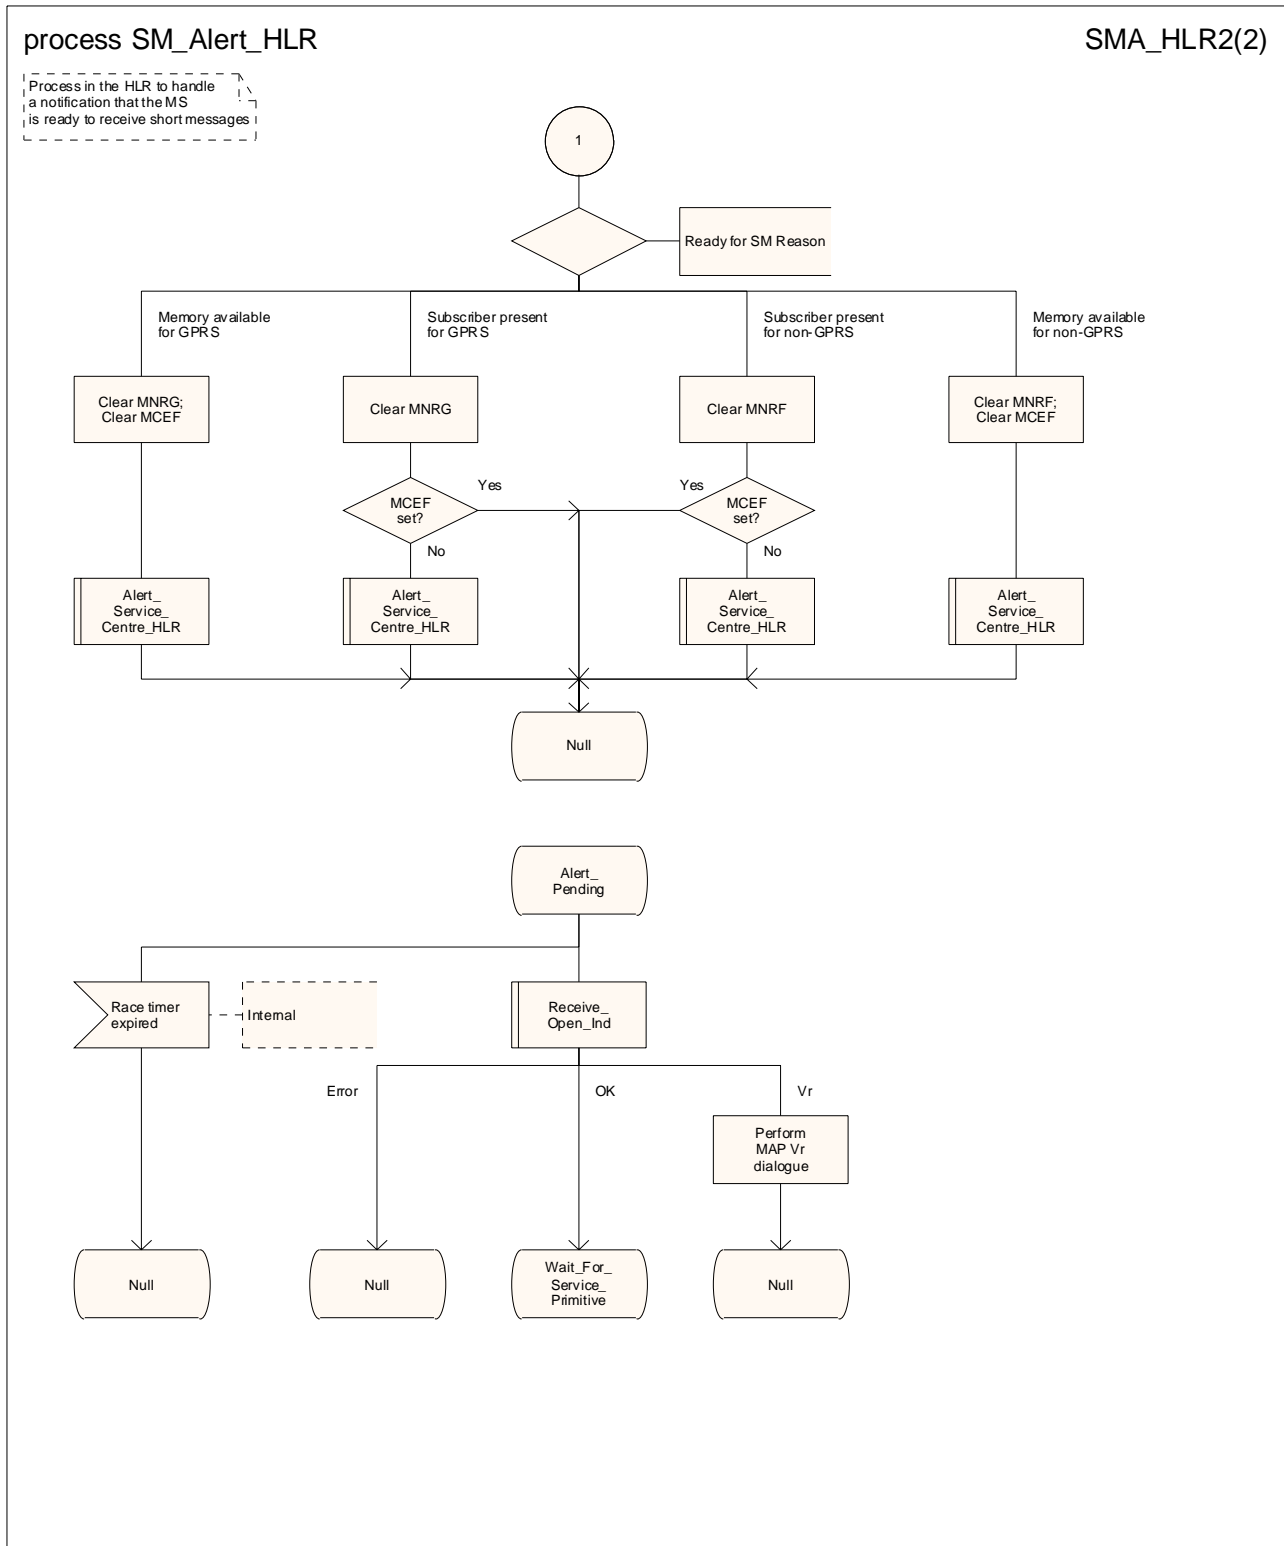 process SM_Alert_HLR
SMA_HLR2(2)
Process in the HLR to handle
a notification that the MS
is ready to receive short messages
1
Ready for SM Reason
Memory available
for GPRS
Subscriber present
for GPRS
Subscriber present
for non-GPRS
Memory available
for non-GPRS
Clear MNRG;
Clear MCEF
Clear MNRG
Clear MNRF
Clear MNRF;
Clear MCEF
Yes
Yes
MCEF
set?
MCEF
set?
No
No
Alert_
Service_
Centre_HLR
Alert_
Service_
Centre_HLR
Alert_
Service_
Centre_HLR
Alert_
Service_
Centre_HLR
Null
Alert_
Pending
Race timer
expired
Internal
Receive_
Open_Ind
Error
OK
Vr
Perform
MAP Vr
dialogue
Null
Null
Wait_For_
Service_
Primitive
Null